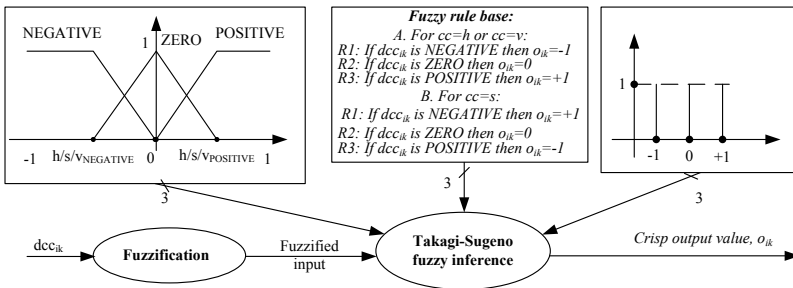 NEGATIVE
1
ZERO
POSITIVE
-1
h/s/vNEGATIVE
0
h/s/vPOSITIVE
1
Fuzzy rule base:
A. For cc=h or cc=v:
R1: If dccik is NEGATIVE then oik=-1
R2: If dccik is ZERO then oik=0
R3: If dccik is POSITIVE then oik=+1
B. For cc=s:
R1: If dccik is NEGATIVE then oik=+1
R2: If dccik is ZERO then oik=0
R3: If dccik is POSITIVE then oik=-1
1
-1
0
+1
3
3
3
dccik
Fuzzification
Fuzzified
input
Takagi-Sugeno
fuzzy inference
Crisp output value, oik